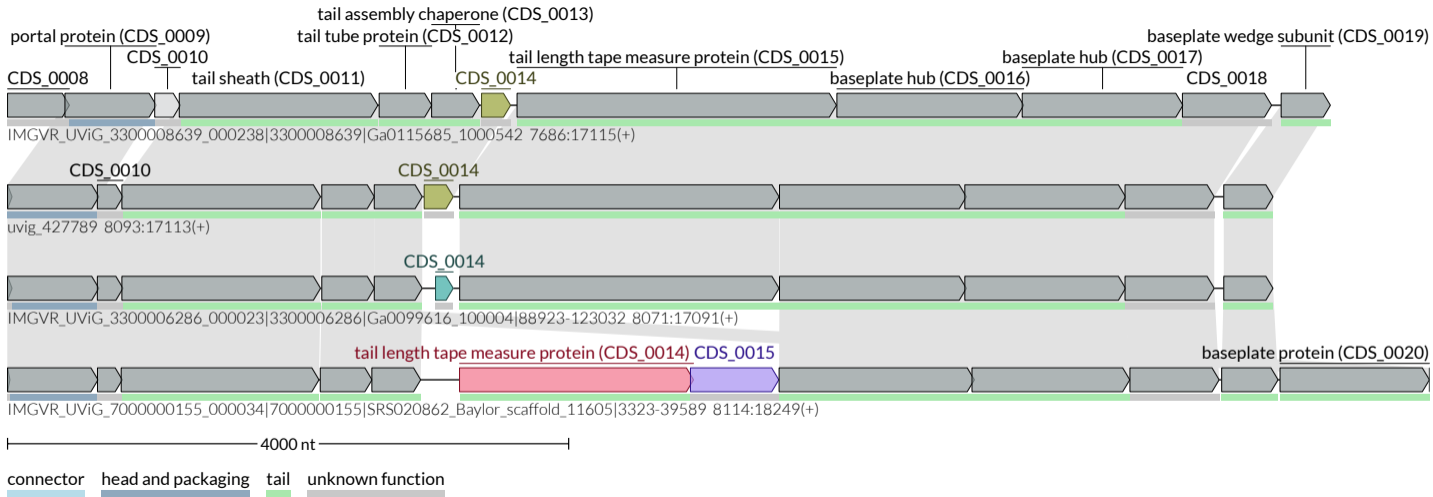 tail assembly chaperone (CDS_0013)
portal protein (CDS_0009) tail tube protein (CDS_0012) baseplate wedge subunit (CDS_0019)
CDS_0010 tail length tape measure protein (CDS_0015) baseplate hub (CDS_0017)
CDS_0008 tail sheath (CDS_0011) CDS_0014 baseplate hub (CDS_0016) CDS_0018
IMGVR_UViG_3300008639_000238|3300008639|Ga0115685_1000542 7686:17115(+)
CDS_0010 CDS_0014
uvig_427789 8093:17113(+)
CDS_0014
IMGVR_UViG_3300006286_000023|3300006286|Ga0099616_100004|88923-123032 8071:17091(+)
tail length tape measure protein (CDS_0014) CDS_0015 baseplate protein (CDS_0020)
IMGVR_UViG_7000000155_000034|7000000155|SRS020862_Baylor_scaffold_11605|3323-39589 8114:18249(+)
4000 nt
connector head and packaging tail unknown function